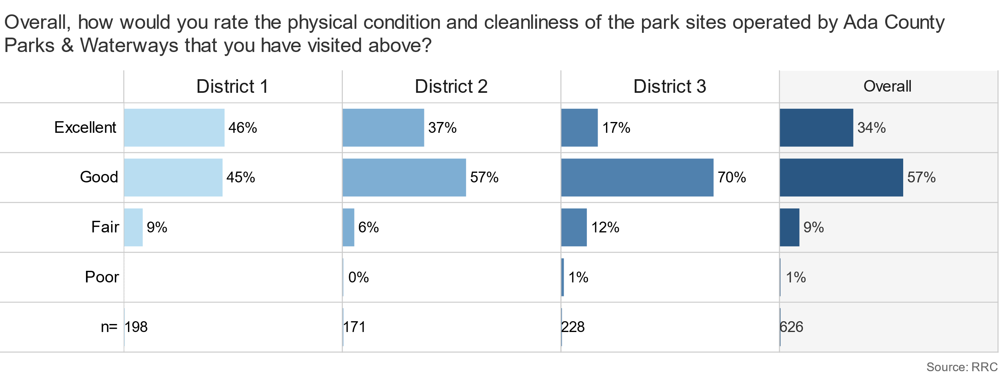 Overall, how would you rate the physical condition and cleanliness of the park sites operated by Ada County
Parks & Waterways that you have visited above?
District 1 District 2 District 3 Overall
Excellent 46% 37% 17% 34%
Good 45% 57% 70% 57%
Fair 9% 6% 12% 9%
Poor 0% 1% 1%
n= 198 171 228 626
Source: RRC